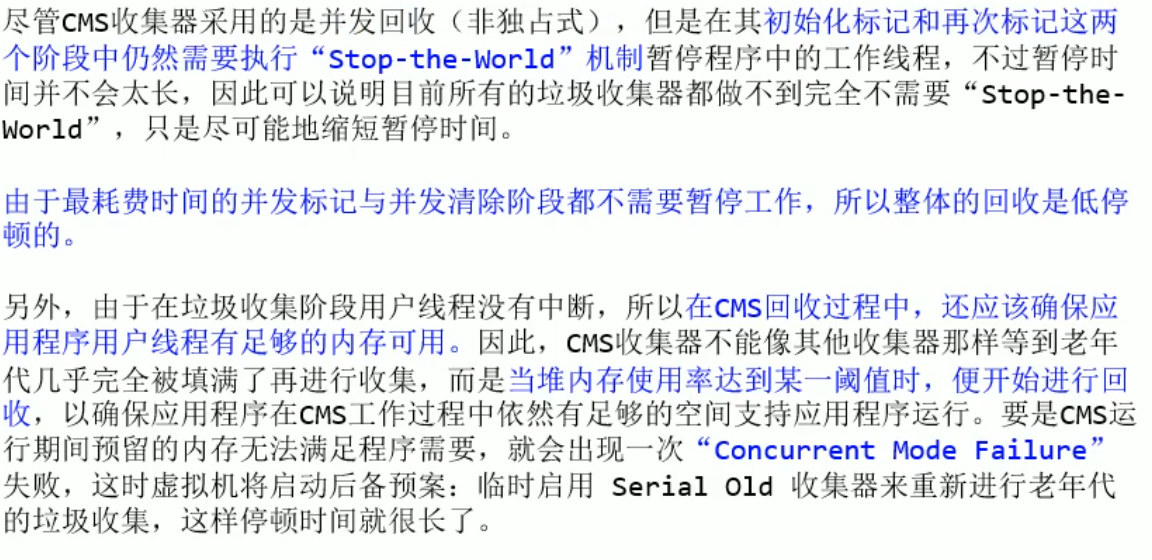 尽管CMS收集器采用的是并发回收（非独占式），但是在其初始化标记和再次标记这两
个阶段中仍然需要执行“Stop-the-World”机制暂停程序中的工作线程，不过暂停时
间并不会太长，因此可以说明目前所有的垃圾收集器都做不到完全不需要“Stop-the-
World”，只是尽可能地缩短暂停时间。
由于最耗费时间的并发标记与并发清除阶段都不需要暂停工作，所以整体的回收是低停
顿的。
另外，由于在垃圾收集阶段用户线程没有中断，所以在CMS回收过程中，还应该确保应
用程序用户线程有足够的内存可用。因此，CMS收集器不能像其他收集器那样等到老年
代几乎完全被填满了再进行收集，而是当堆内存使用率达到某一阈值时，便开始进行回
收，以确保应用程序在CMS工作过程中依然有足够的空间支持应用程序运行。要是CMS运
行期间预留的内存无法满足程序需要，就会出现一次“Concurrent Mode Failure”
失败，这时虚拟机将启动后备预案：临时启用 Serial Old 收集器来重新进行老年代
的垃圾收集，这样停顿时间就很长了。